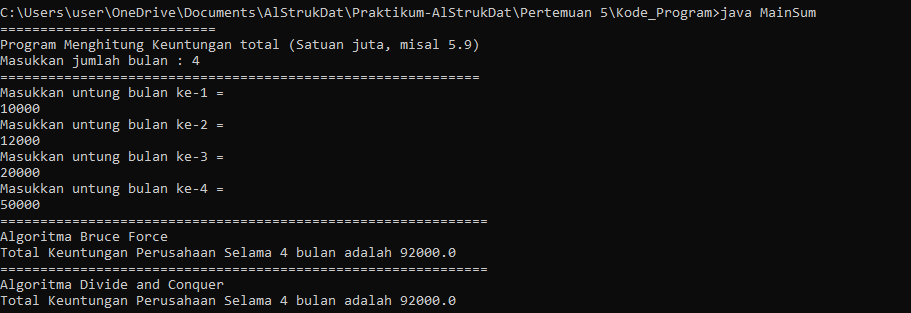 C:\Users\user\OneDrive\Documents\AlStrukDat\Praktikum-AlStrukDat\Pertemuan 5\Kode_Program>java MainSum
===========================
Program Menghitung Keuntungan total (Satuan juta, misal 5.9)
Masukkan jumlah bulan : 4
============================================================
Masukkan untung bulan ke-1 =
10000
Masukkan untung bulan ke-2 =
12000
Masukkan untung bulan ke-3 =
20000
Masukkan untung bulan ke-4 =
50000
=============================================================
Algoritma Bruce Force
Total Keuntungan Perusahaan Selama 4 bulan adalah 92000.0
=============================================================
Algoritma Divide and Conquer
Total Keuntungan Perusahaan Selama 4 bulan adalah 92000.0